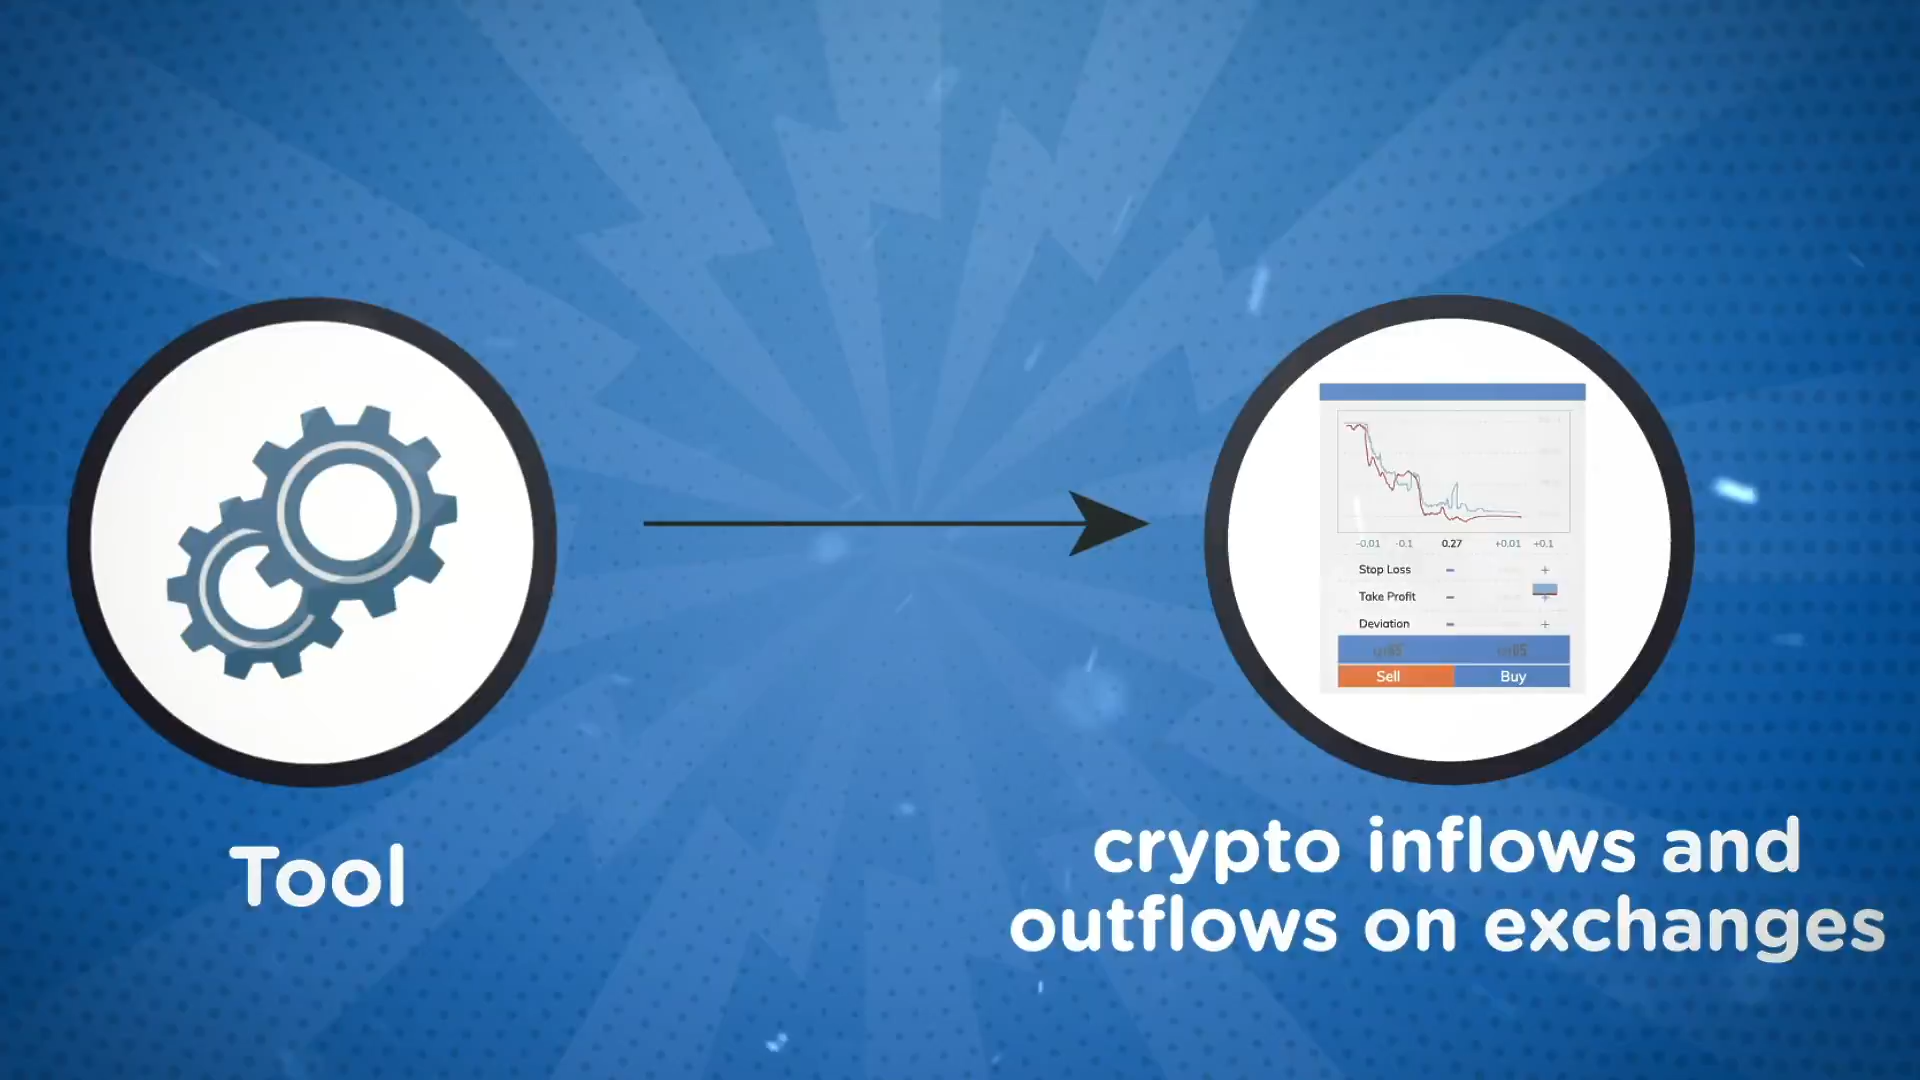 -0.01 -0.1 0.27 +0.01 +0.1
Stop Loss - +
Take Profit - +
Deviation - +
Sell Buy
Tool
crypto inflows and
outflows on exchanges